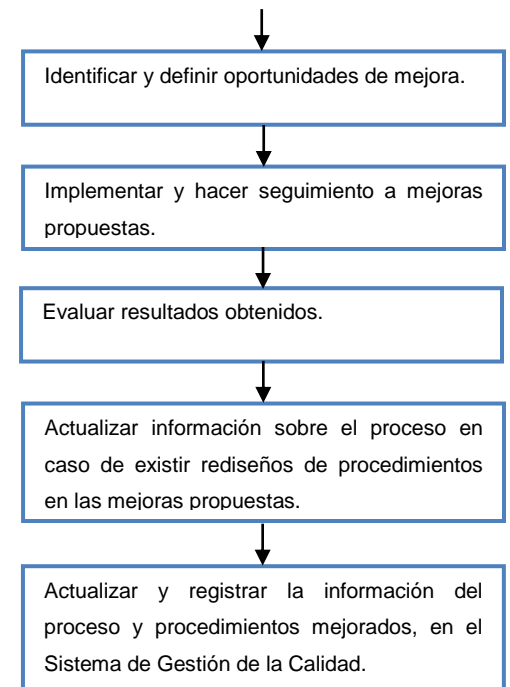 Identificar y definir oportunidades de mejora.
Implementar y hacer seguimiento a mejoras
propuestas.
Evaluar resultados obtenidos.
Actualizar información sobre el proceso en
caso de existir rediseños de procedimientos
en las mejoras propuestas.
Actualizar y registrar la información del
proceso y procedimientos mejorados, en el
Sistema de Gestión de la Calidad.